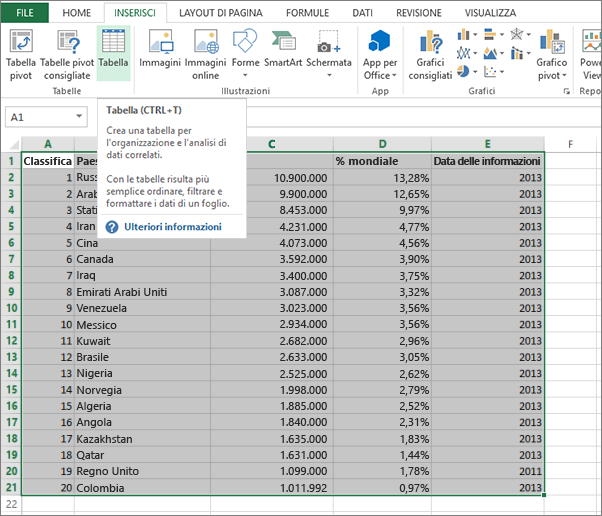 FILE HOME INSERISCI LAYOUT DI PAGINA FORMULE DATI REVISIONE VISUALIZZA
Tabella pivot
Tabelle pivot consigliate
Tabella
Immagini
Immagini online
Forme
SmartArt
Schermata
App per Office
Grafici consigliati
Grafico pivot
Power
Tabelle Illustrazioni App Grafici
A1
Tabella (CTRL+T)
Crea una tabella per
l'organizzazione e l'analisi di
dati correlati.
Con le tabelle risulta più
semplice ordinare, filtrare e
formattare i dati di un foglio.
Ulteriori informazioni
A C D E F
1 Classifica % mondiale Data delle informazioni
2 1 10.900.000 13,28% 2013
3 2 9.900.000 12,65% 2013
4 3 8.453.000 9,97% 2013
5 4 Iran 4.231.000 4,77% 2013
6 5 Cina 4.073.000 4,56% 2013
7 6 Canada 3.592.000 3,90% 2013
8 7 Iraq 3.400.000 3,75% 2013
9 8 Emirati Arabi Uniti 3.087.000 3,32% 2013
10 9 Venezuela 3.023.000 3,56% 2013
11 10 Messico 2.934.000 3,56% 2013
12 11 Kuwait 2.682.000 2,96% 2013
13 12 Brasile 2.633.000 3,05% 2013
14 13 Nigeria 2.525.000 2,62% 2013
15 14 Norvegia 1.998.000 2,79% 2013
16 15 Algeria 1.885.000 2,52% 2013
17 16 Angola 1.840.000 2,31% 2013
18 17 Kazakhstan 1.635.000 1,83% 2013
19 18 Qatar 1.631.000 1,44% 2013
20 19 Regno Unito 1.099.000 1,78% 2011
21 20 Colombia 1.011.992 0,97% 2013
22